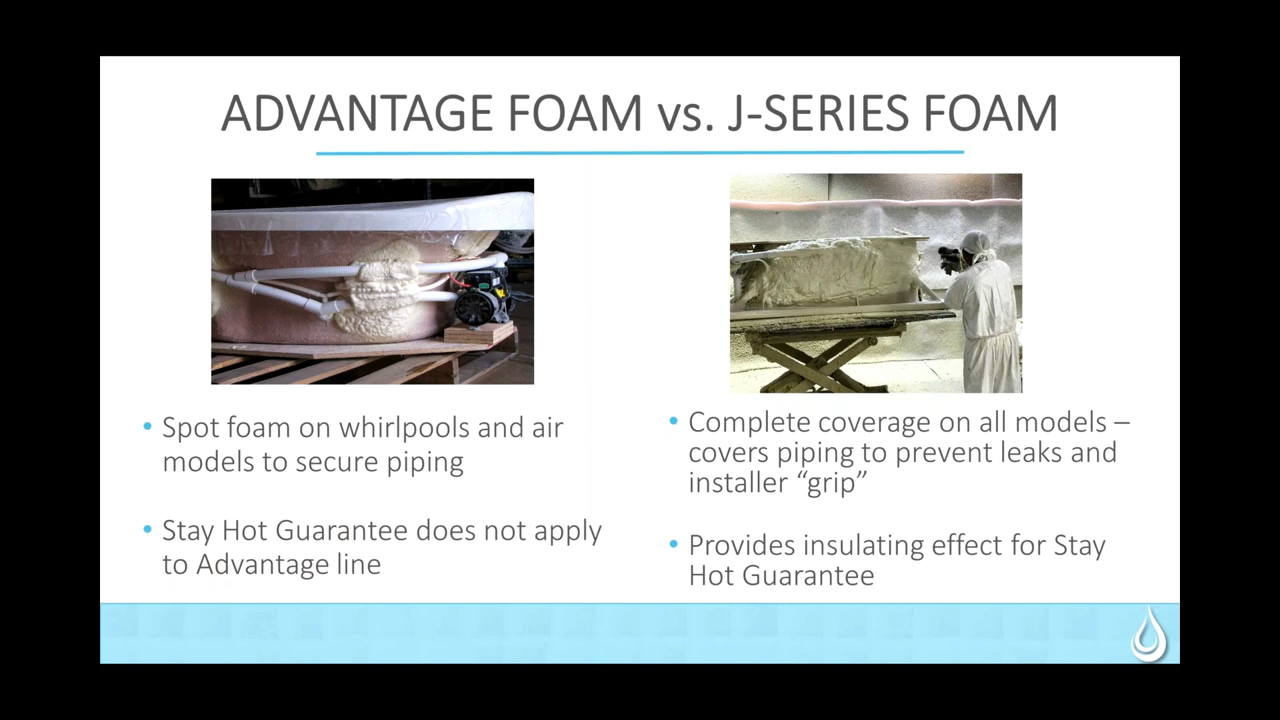 ADVANTAGE FOAM vs. J-SERIES FOAM
• Spot foam on whirlpools and air
models to secure piping
• Stay Hot Guarantee does not apply
to Advantage line
• Complete coverage on all models –
covers piping to prevent leaks and
installer “grip”
• Provides insulating effect for Stay
Hot Guarantee